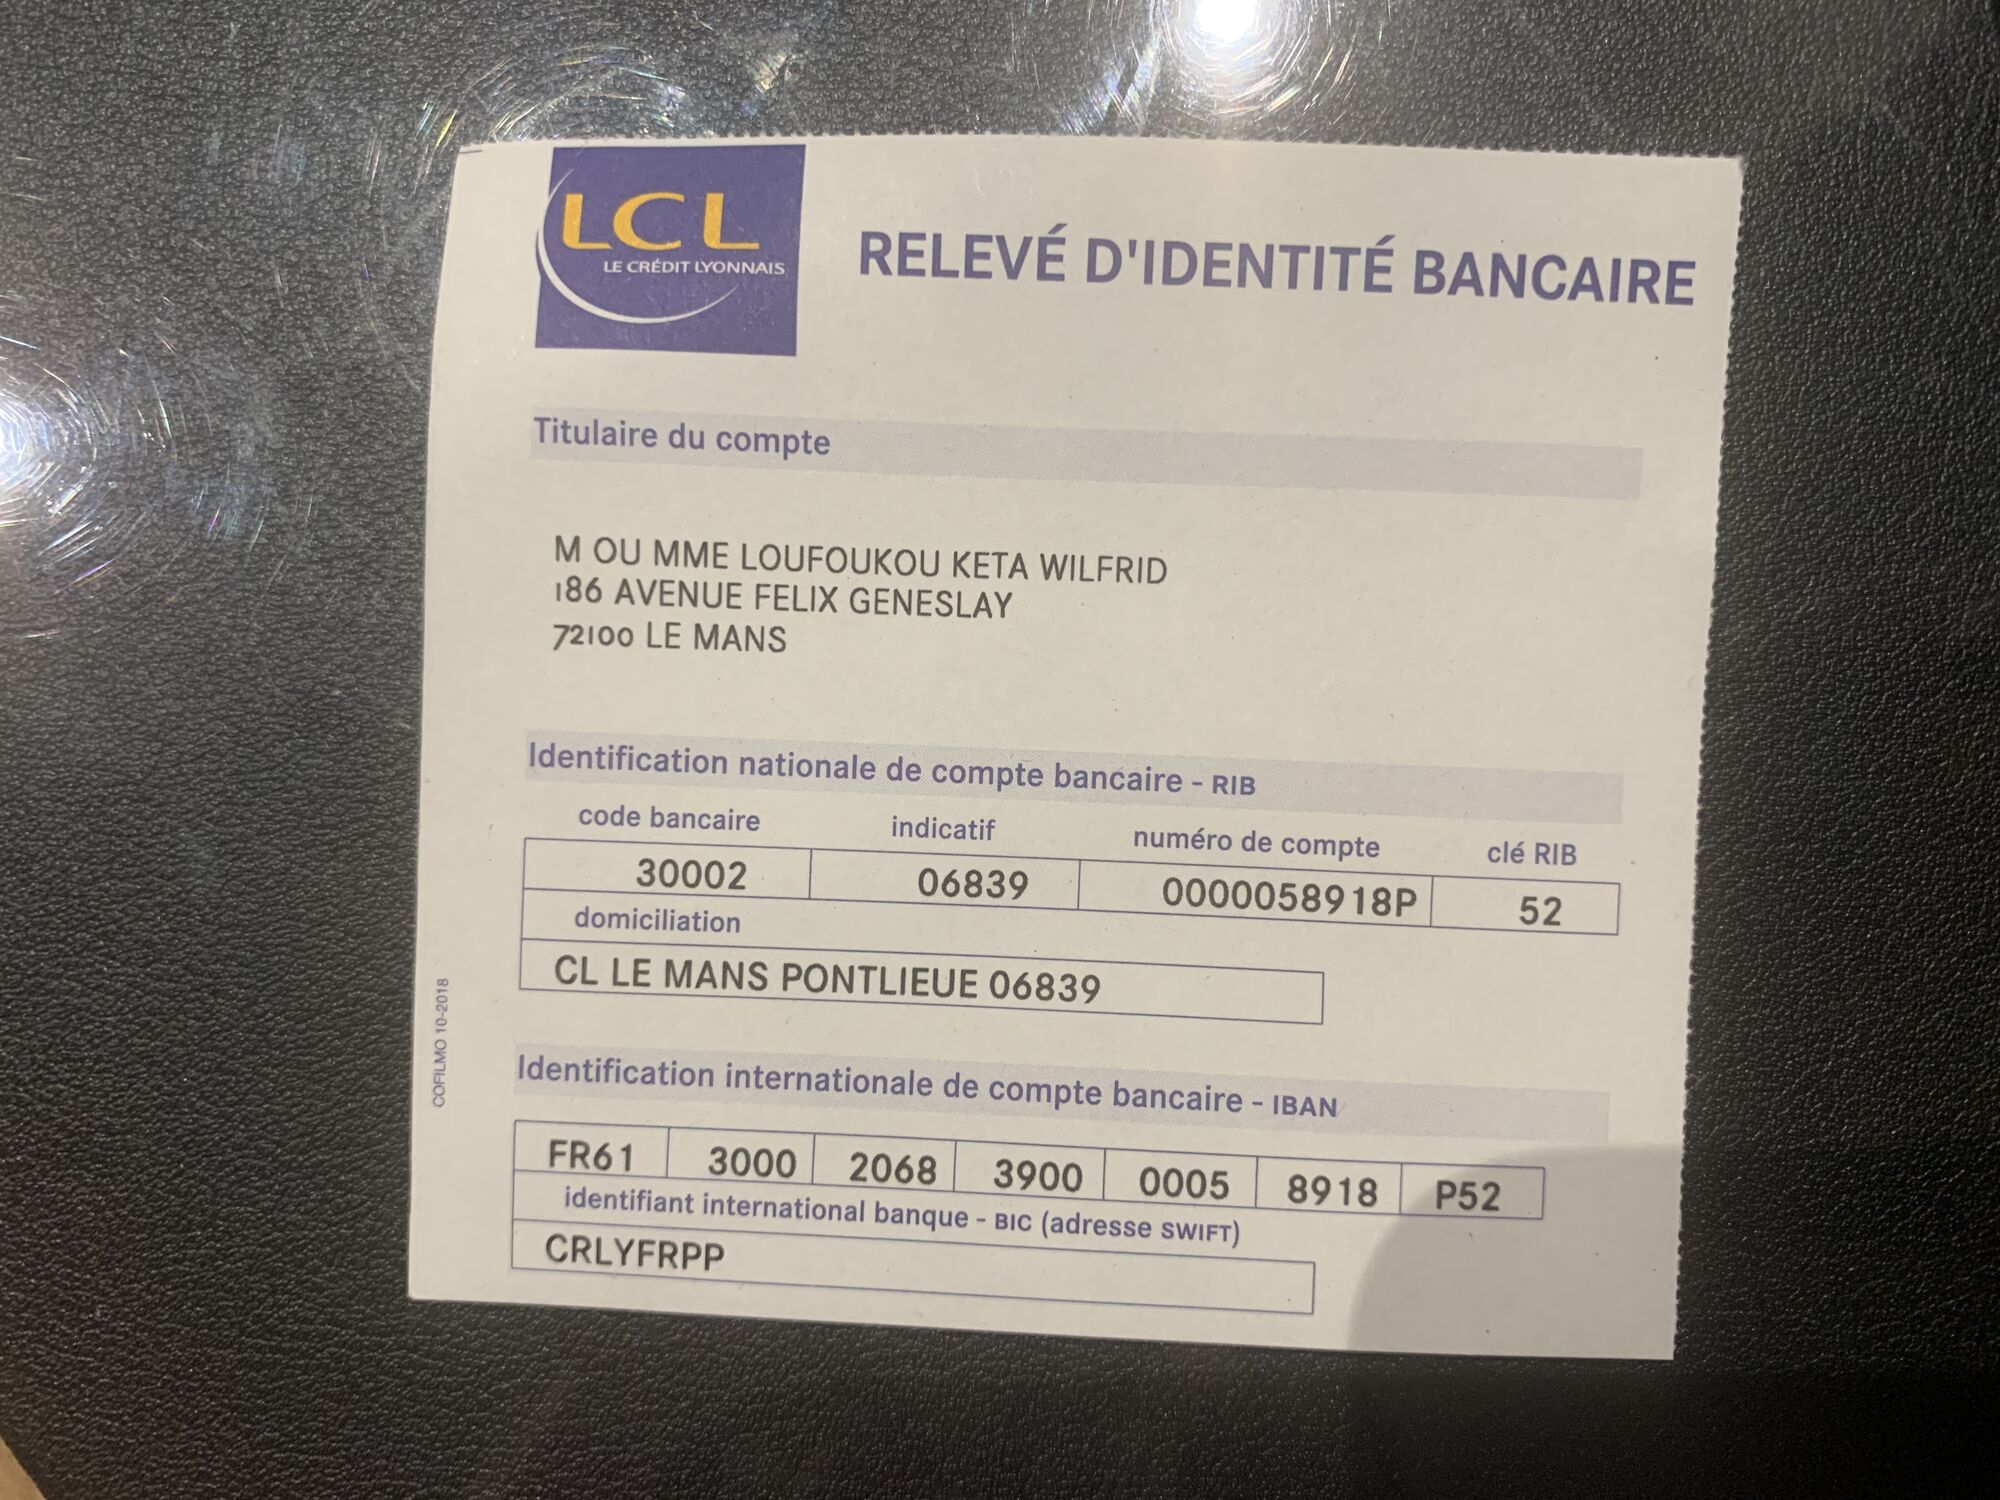 LCL
LE CRÉDIT LYONNAIS
RELEVÉ D'IDENTITÉ BANCAIRE
Titulaire du compte
M OU MME LOUFOUKOU KETA WILFRID
186 AVENUE FELIX GENESLAY
72100 LE MANS
Identification nationale de compte bancaire - RIB
code bancaire indicatif numéro de compte clé RIB
30002 06839 0000058918P 52
domiciliation
CL LE MANS PONTLIEUE 06839
Identification internationale de compte bancaire - IBAN
FR61 3000 2068 3900 0005 8918 P52
identifiant international banque - BIC (adresse SWIFT)
CRLYFRPP
COFILMO 10-2018